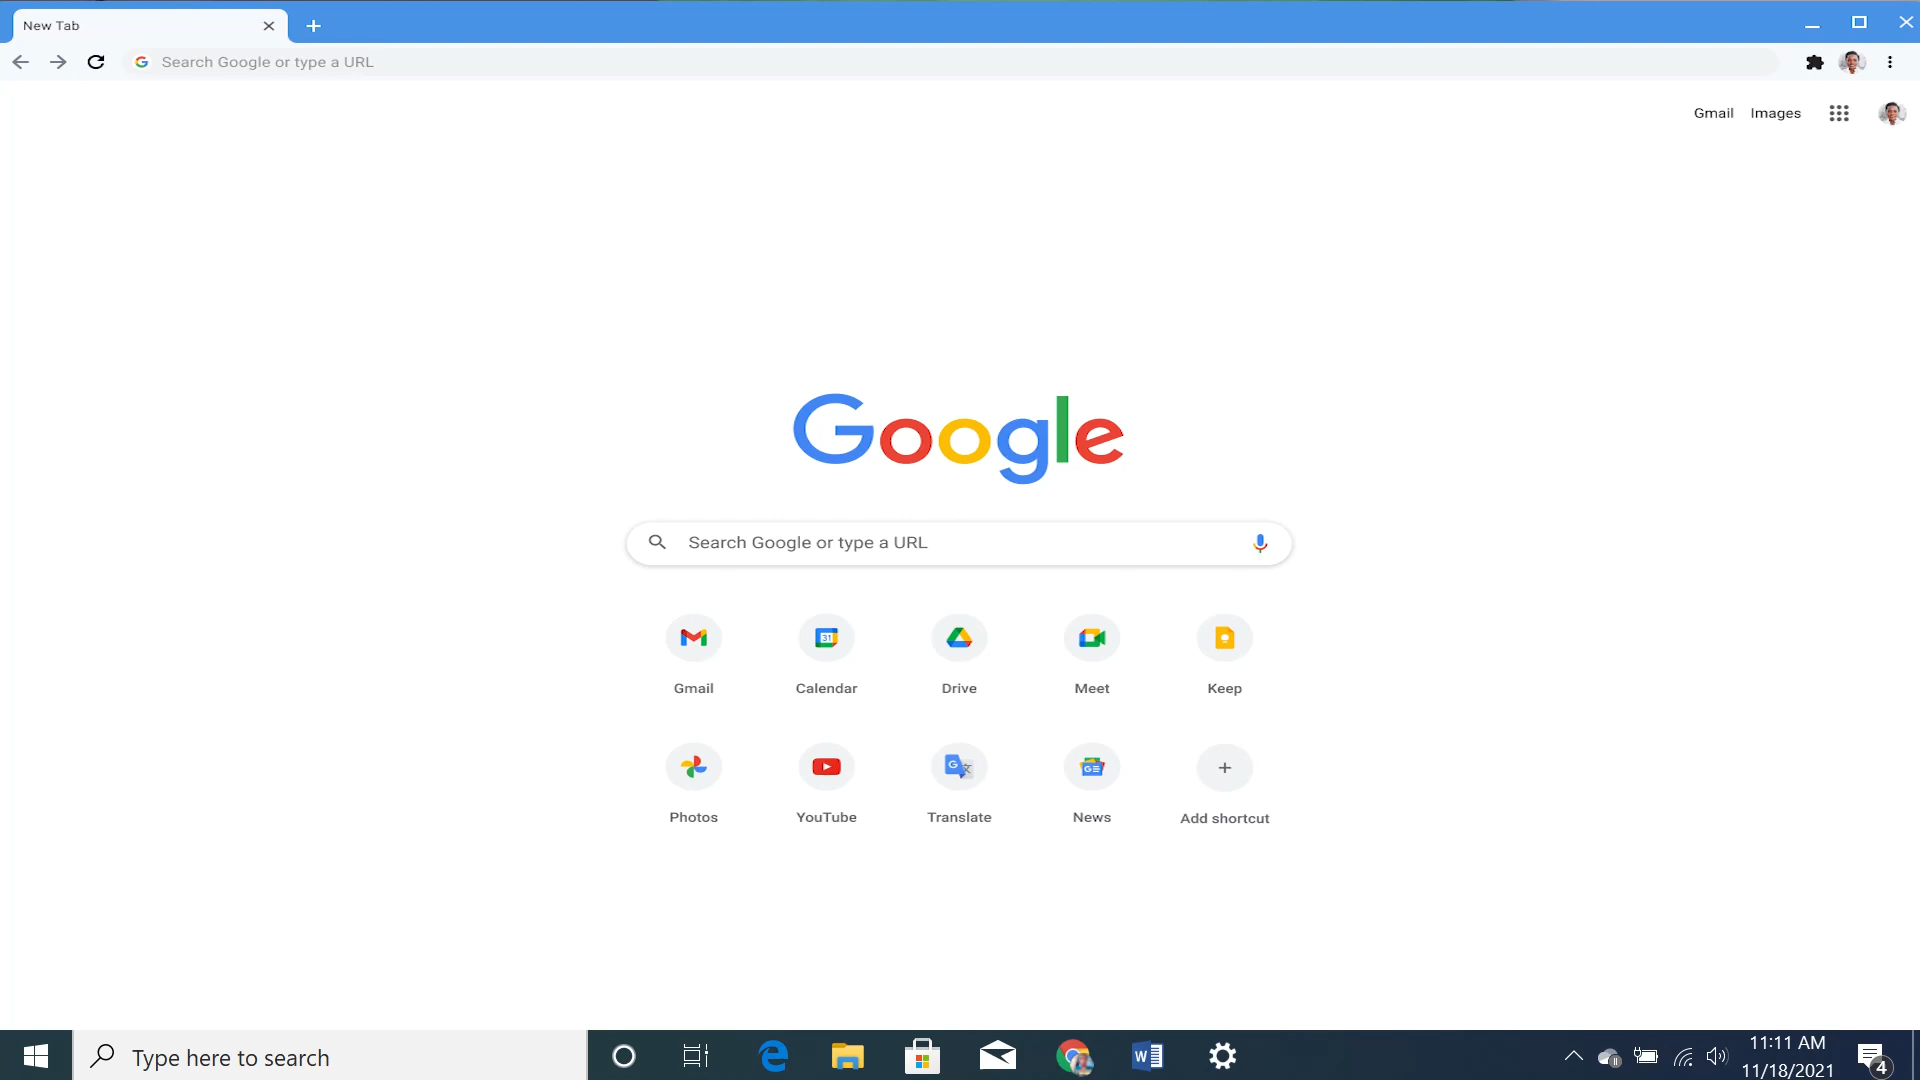 New Tab
Search Google or type a URL
Gmail Images
Google
Search Google or type a URL
31
Gmail Calendar Drive Meet Keep
Photos YouTube Translate News Add shortcut
Type here to search
11:11 AM
11/18/2021
4